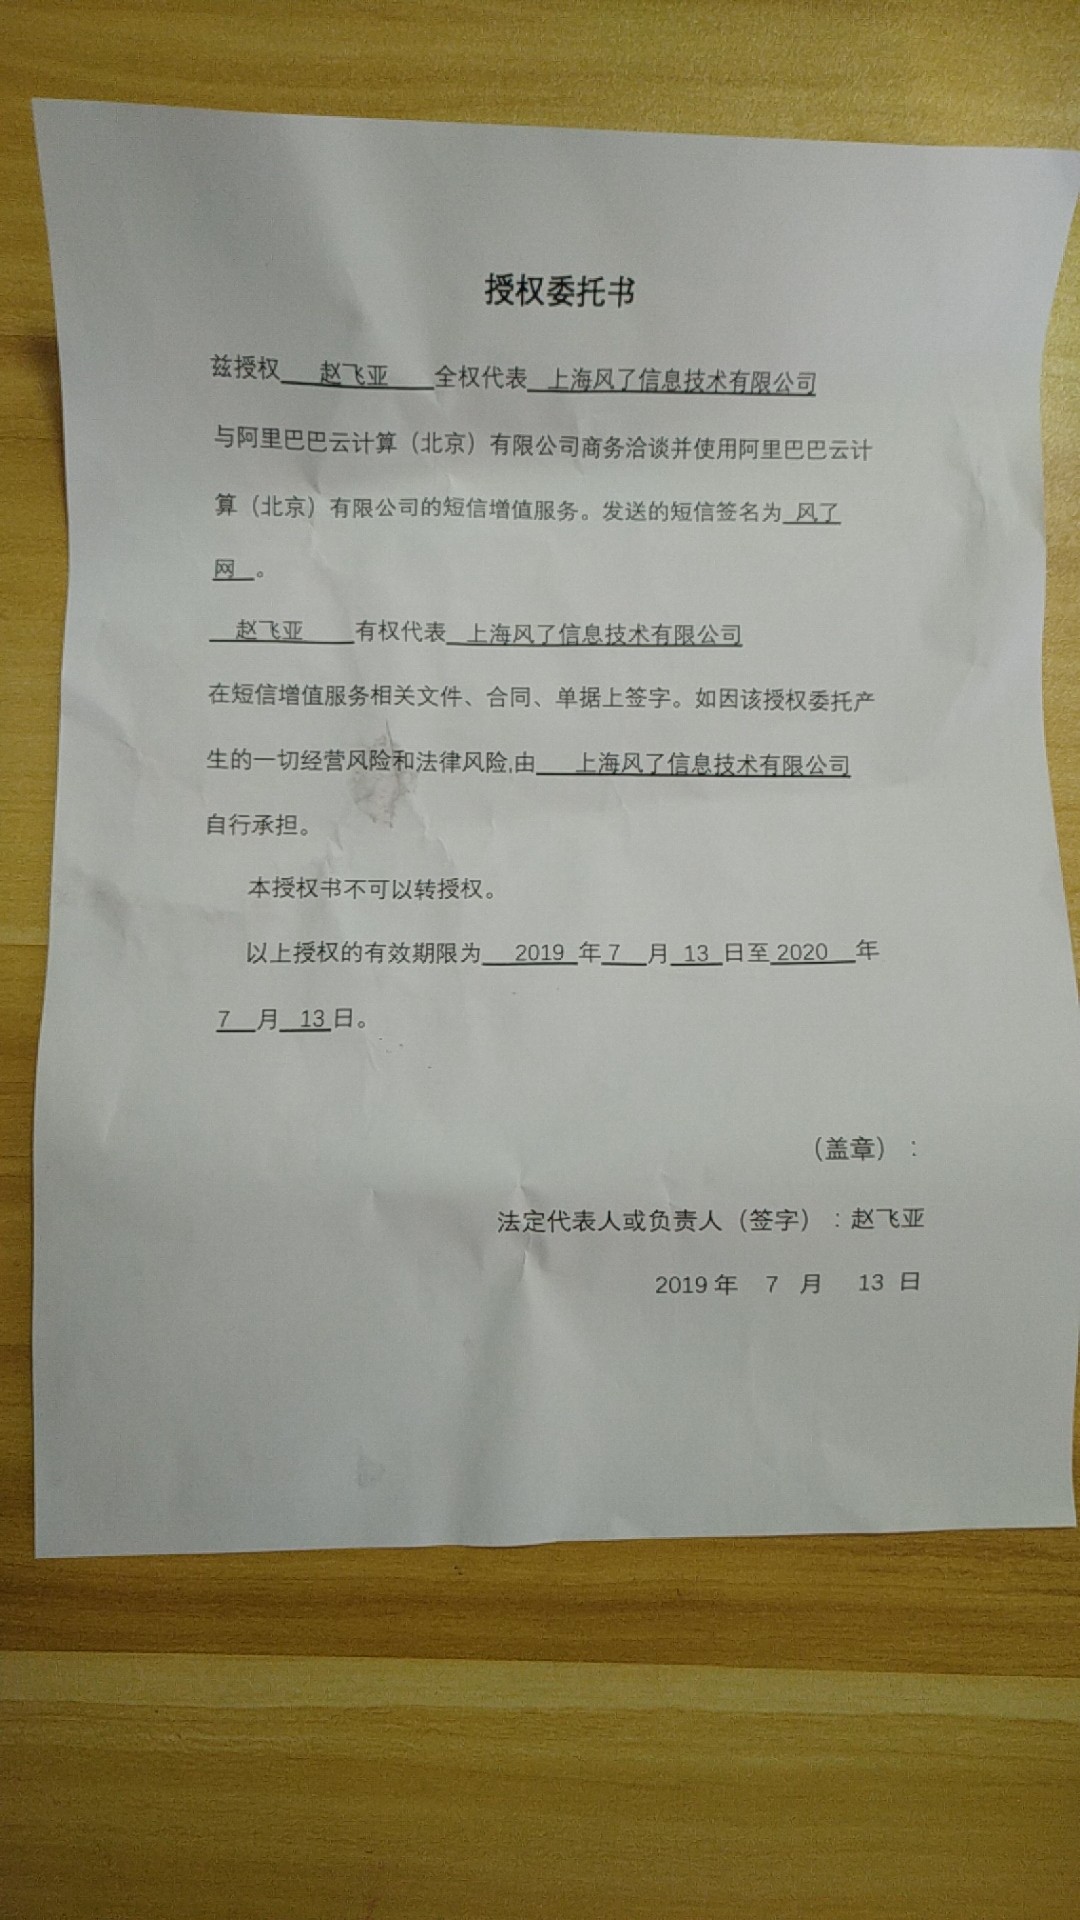 授权委托书
兹授权 赵飞亚 全权代表 上海风了信息技术有限公司
与阿里巴巴云计算（北京）有限公司商务洽谈并使用阿里巴巴云计
算（北京）有限公司的短信增值服务。发送的短信签名为 风了
网 。
赵飞亚 有权代表 上海风了信息技术有限公司
在短信增值服务相关文件、合同、单据上签字。如因该授权委托产
生的一切经营风险和法律风险,由 上海风了信息技术有限公司
自行承担。
本授权书不可以转授权。
以上授权的有效期限为 2019 年 7 月 13 日至 2020 年
7 月 13 日。
（盖章）：
法定代表人或负责人（签字）：赵飞亚
2019 年 7 月 13 日